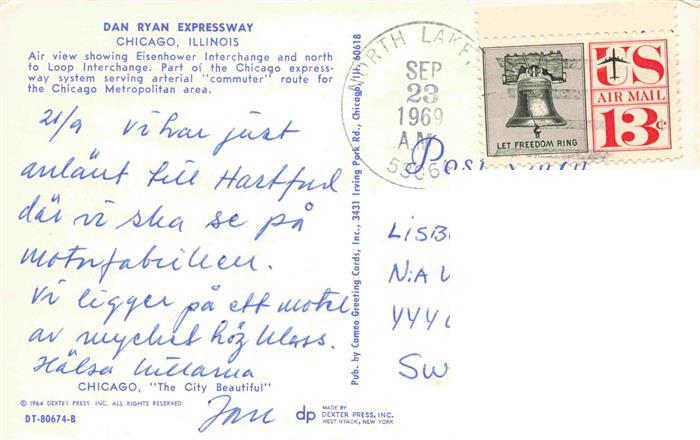 DAN RYAN EXPRESSWAY
CHICAGO, ILLINOIS
Air view showing Eisenhower Interchange and north
to Loop Interchange. Part of the Chicago express-
way system serving arterial "commuter" route for
the Chicago Metropolitan area.
21/9 Vi har just
anlänt till Hartford
där vi ska se på
motorfabriken.
Vi ligger på ett motel
av mycket hög klass.
Hälsa
CHICAGO, "The City Beautiful"
© 1964 DEXTER PRESS INC. ALL RIGHTS RESERVED
DT-80674-B
dp MADE BY
DEXTER PRESS, INC.
WEST NYACK, NEW YORK
Pub. by Cameo Greeting Cards, Inc., 3431 Irving Park Rd., Chicago, Ill. 60618
NORTH LAKE,
SEP
23
1969
A.M.
LET FREEDOM RING
US
AIR MAIL
13¢
Post